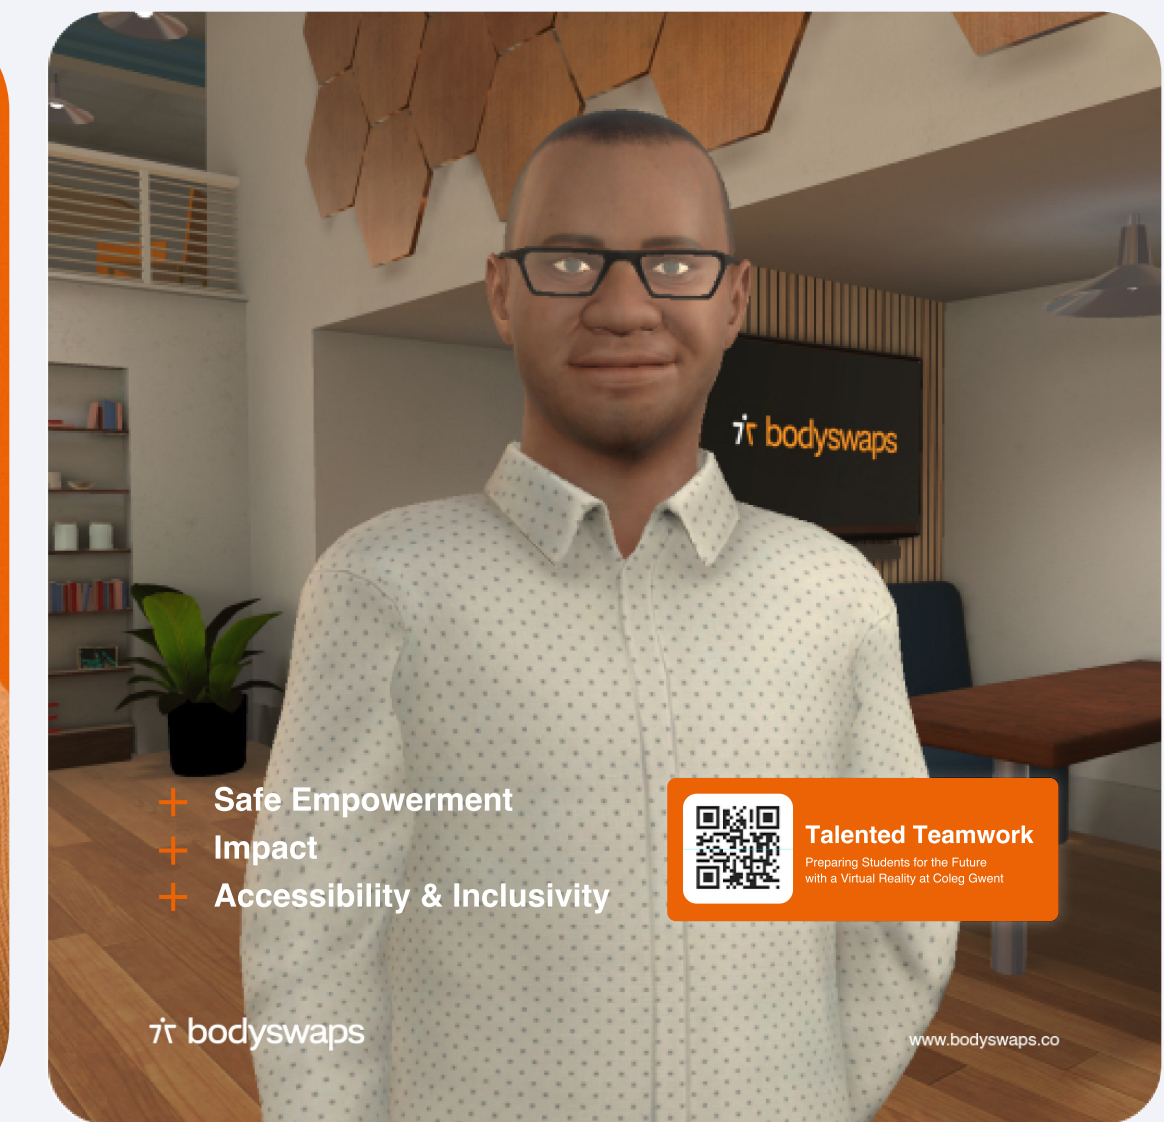 bodyswaps
+ Safe Empowerment
+ Impact
+ Accessibility & Inclusivity
Talented Teamwork
Preparing Students for the Future
with a Virtual Reality at Coleg Gwent
bodyswaps
www.bodyswaps.co